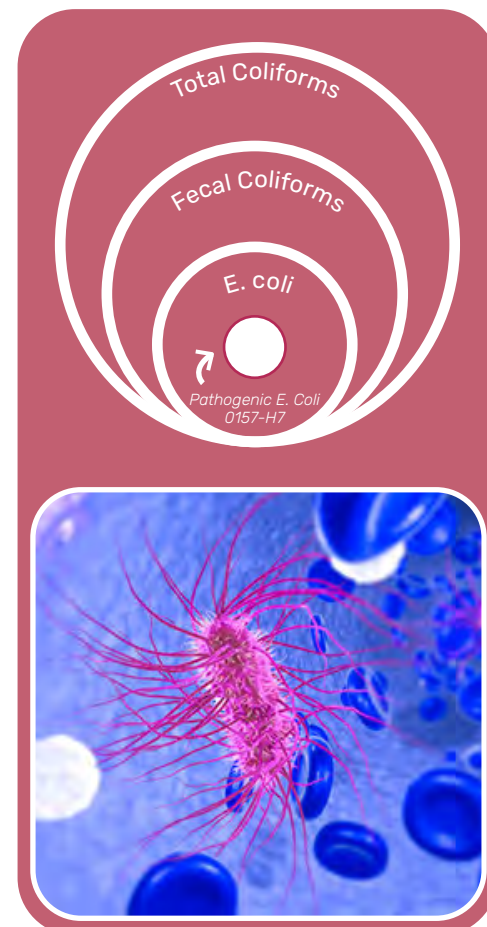 Total Coliforms
Fecal Coliforms
E. coli
Pathogenic E. Coli
0157-H7